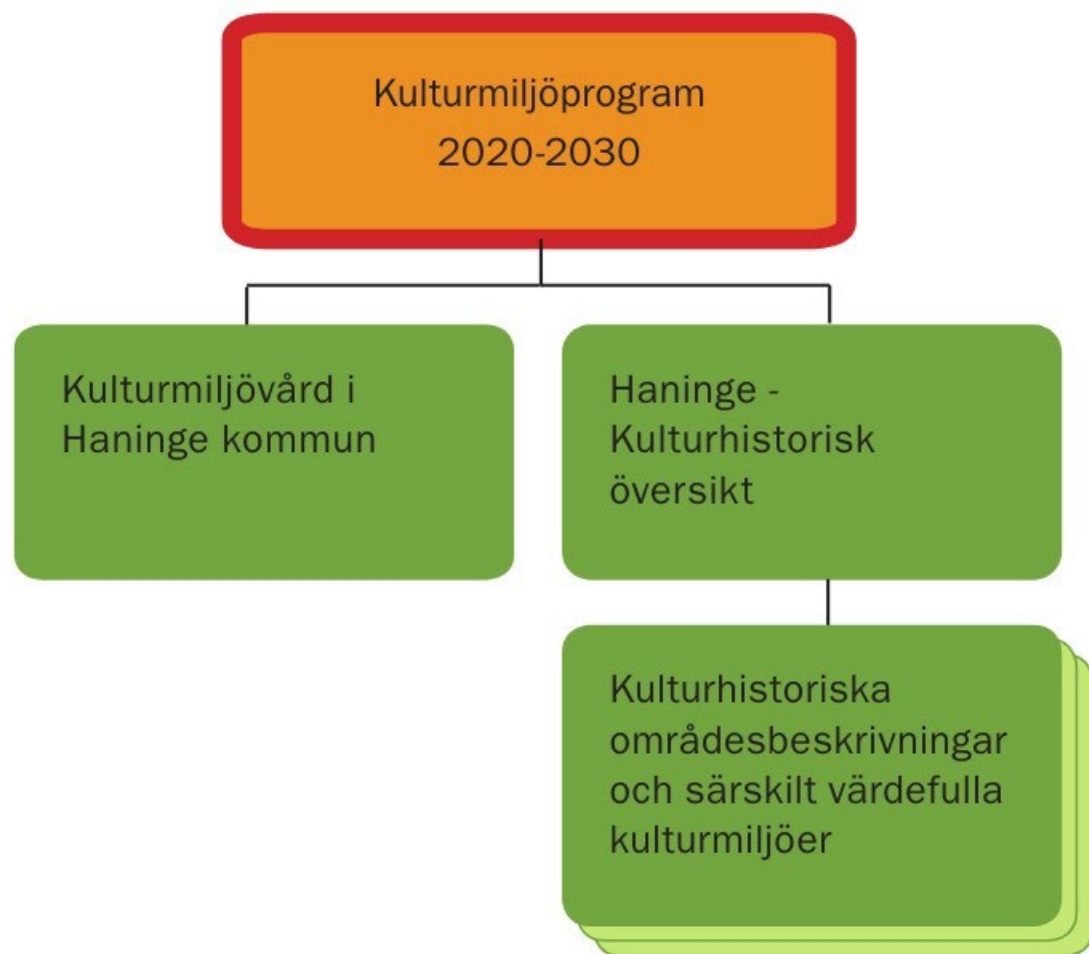 Kulturmiljöprogram
2020-2030
Kulturmiljövård i
Haninge kommun
Haninge -
Kulturhistorisk
översikt
Kulturhistoriska
områdesbeskrivningar
och särskilt värdefulla
kulturmiljöer